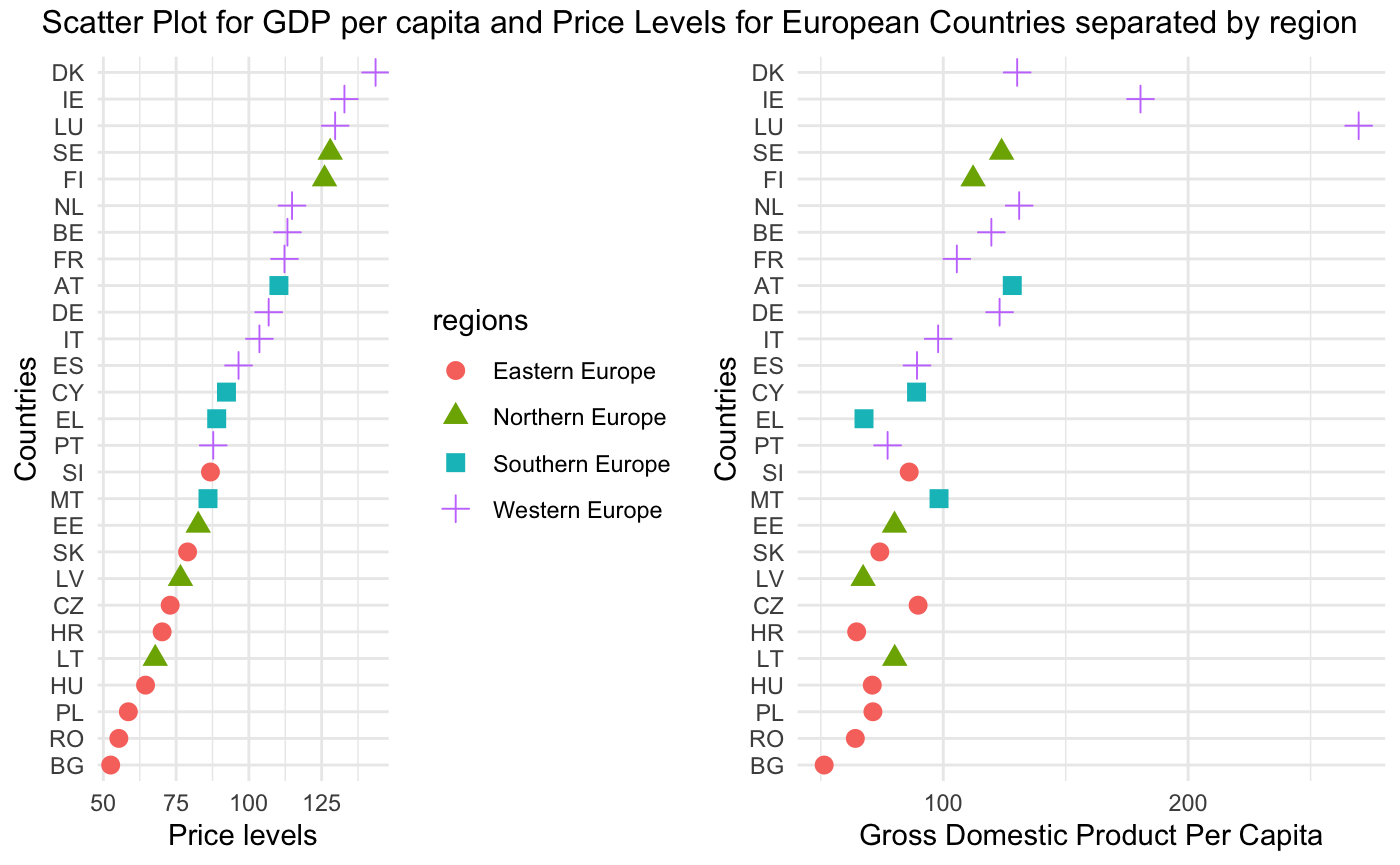 Scatter Plot for GDP per capita and Price Levels for European Countries separated by region
Countries
DK
IE
LU
SE
FI
NL
BE
FR
AT
DE
IT
ES
CY
EL
PT
SI
MT
EE
SK
LV
CZ
HR
LT
HU
PL
RO
BG
50 75 100 125
Price levels
regions
Eastern Europe
Northern Europe
Southern Europe
Western Europe
Countries
DK
IE
LU
SE
FI
NL
BE
FR
AT
DE
IT
ES
CY
EL
PT
SI
MT
EE
SK
LV
CZ
HR
LT
HU
PL
RO
BG
100 200
Gross Domestic Product Per Capita